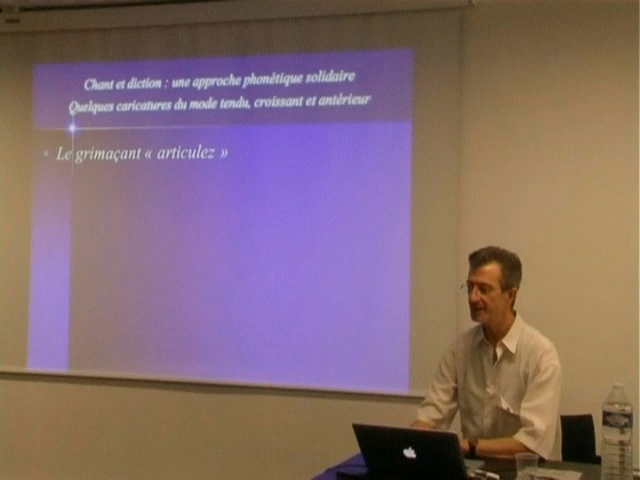 Chant et diction : une approche phonétique solidaire
Quelques caricatures du mode tendu, croissant et antérieur
• Le grimaçant « articulez »